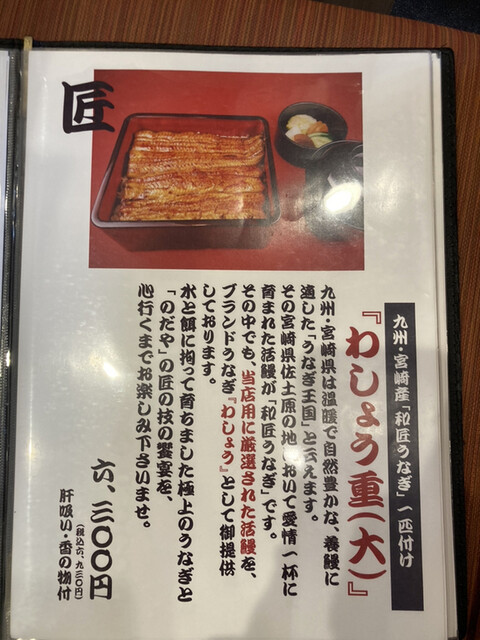 匠
九州・宮崎産「和匠うなぎ」一匹付け
『わしょう重(大)』
九州・宮崎県は温暖で自然豊かな、養鰻に
適した「うなぎ王国」と云えます。
その宮崎県佐土原の地において愛情一杯に
育まれた活鰻が「和匠うなぎ」です。
その中でも、当店用に厳選された活鰻を、
ブランドうなぎ『わしょう』として御提供
しております。
水と餌に拘って育ちました極上のうなぎと
「のだや」の匠の技の饗宴を、
心行くまでお楽しみ下さいませ。
六、三〇〇円
(税込六、九三〇円)
肝吸い・香の物付